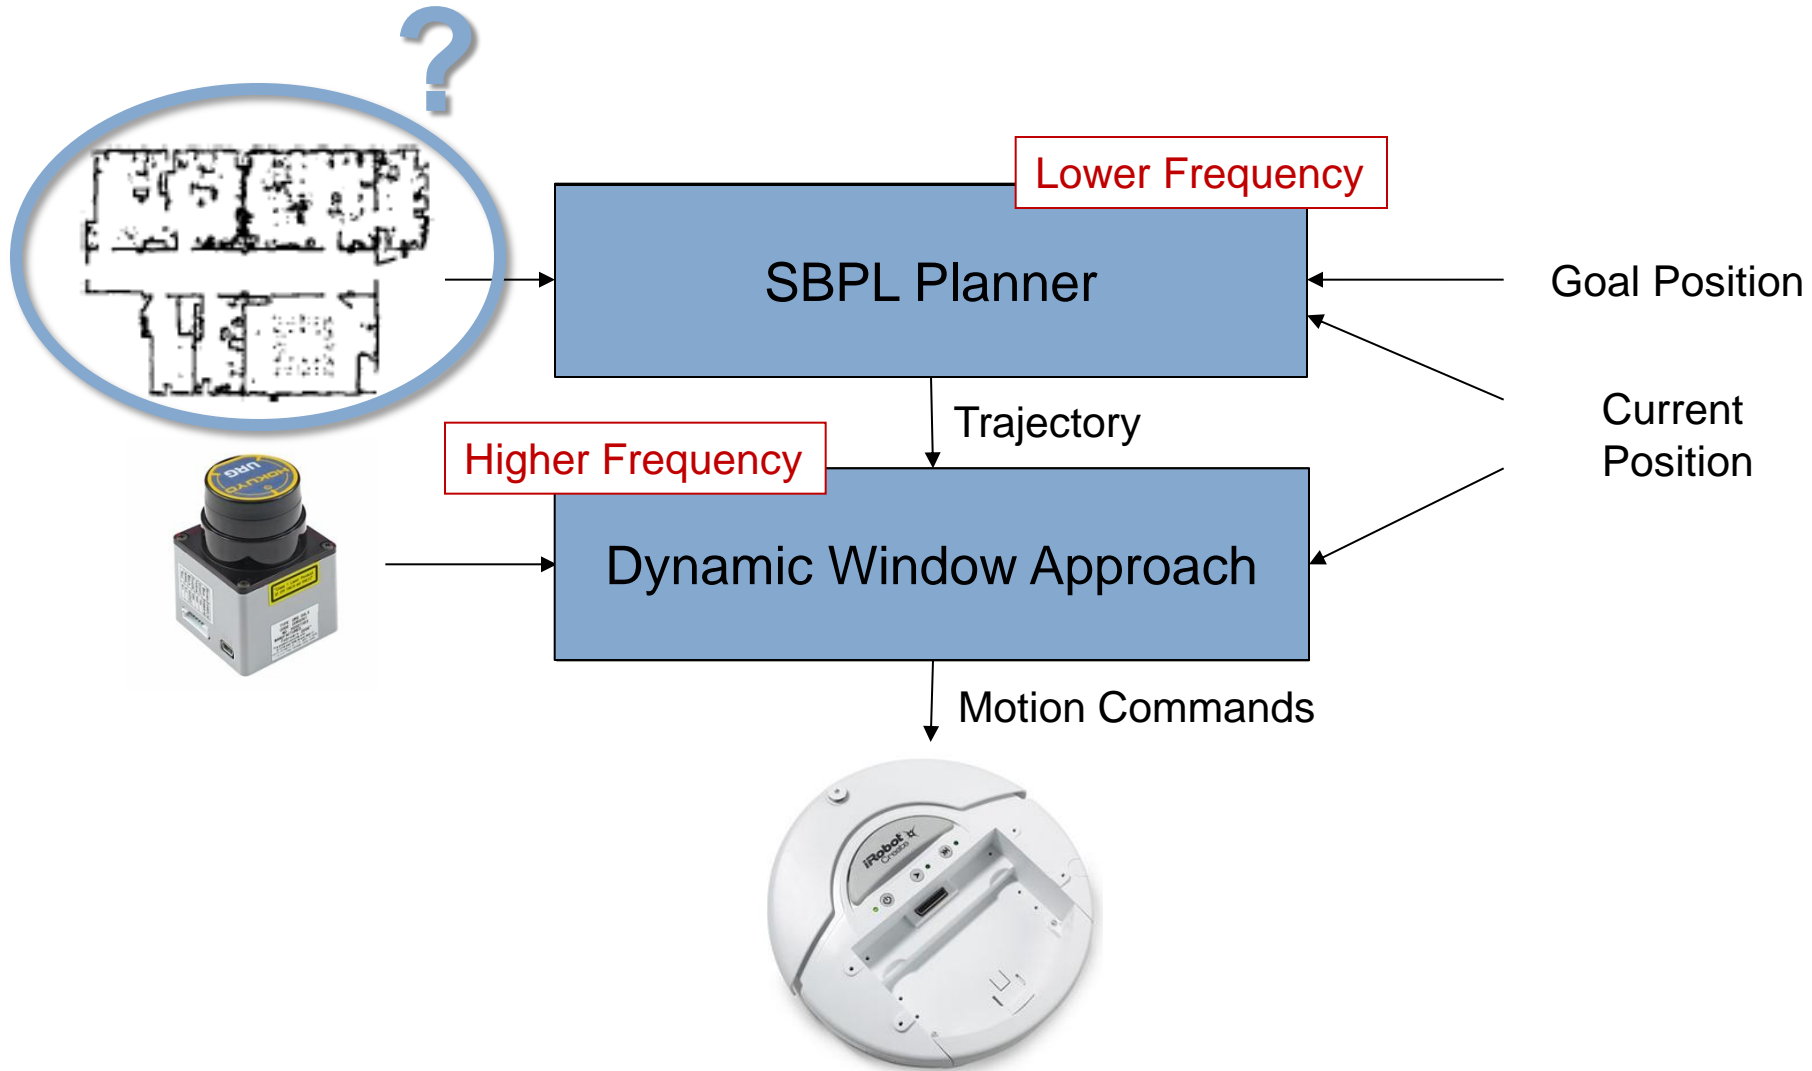 ?
Lower Frequency
SBPL Planner
Goal Position
Trajectory
Current
Position
Higher Frequency
HOKUYO
URG
Dynamic Window Approach
Motion Commands
iRobot
Create